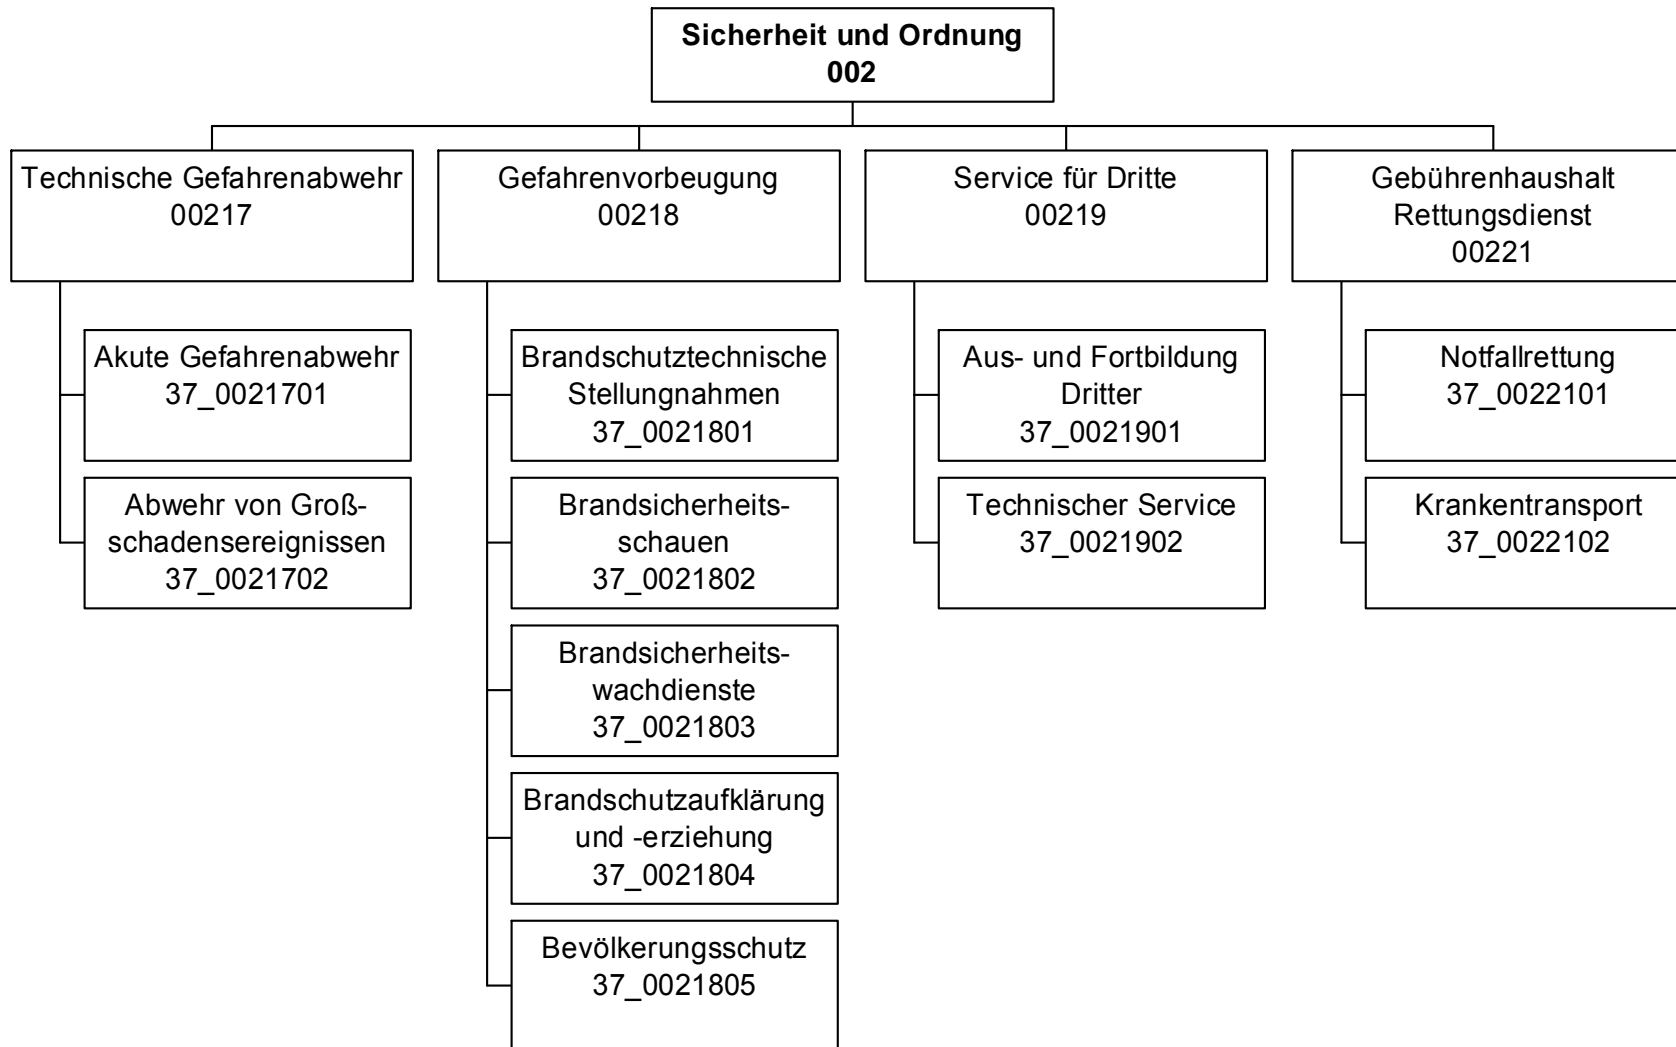 Sicherheit und Ordnung
002
Technische Gefahrenabwehr
00217
Gefahrenvorbeugung
00218
Service für Dritte
00219
Gebührenhaushalt
Rettungsdienst
00221
Akute Gefahrenabwehr
37_0021701
Abwehr von Groß-
schadensereignissen
37_0021702
Brandschutztechnische
Stellungnahmen
37_0021801
Brandsicherheits-
schauen
37_0021802
Brandsicherheits-
wachdienste
37_0021803
Brandschutzaufklärung
und -erziehung
37_0021804
Bevölkerungsschutz
37_0021805
Aus- und Fortbildung
Dritter
37_0021901
Technischer Service
37_0021902
Notfallrettung
37_0022101
Krankentransport
37_0022102